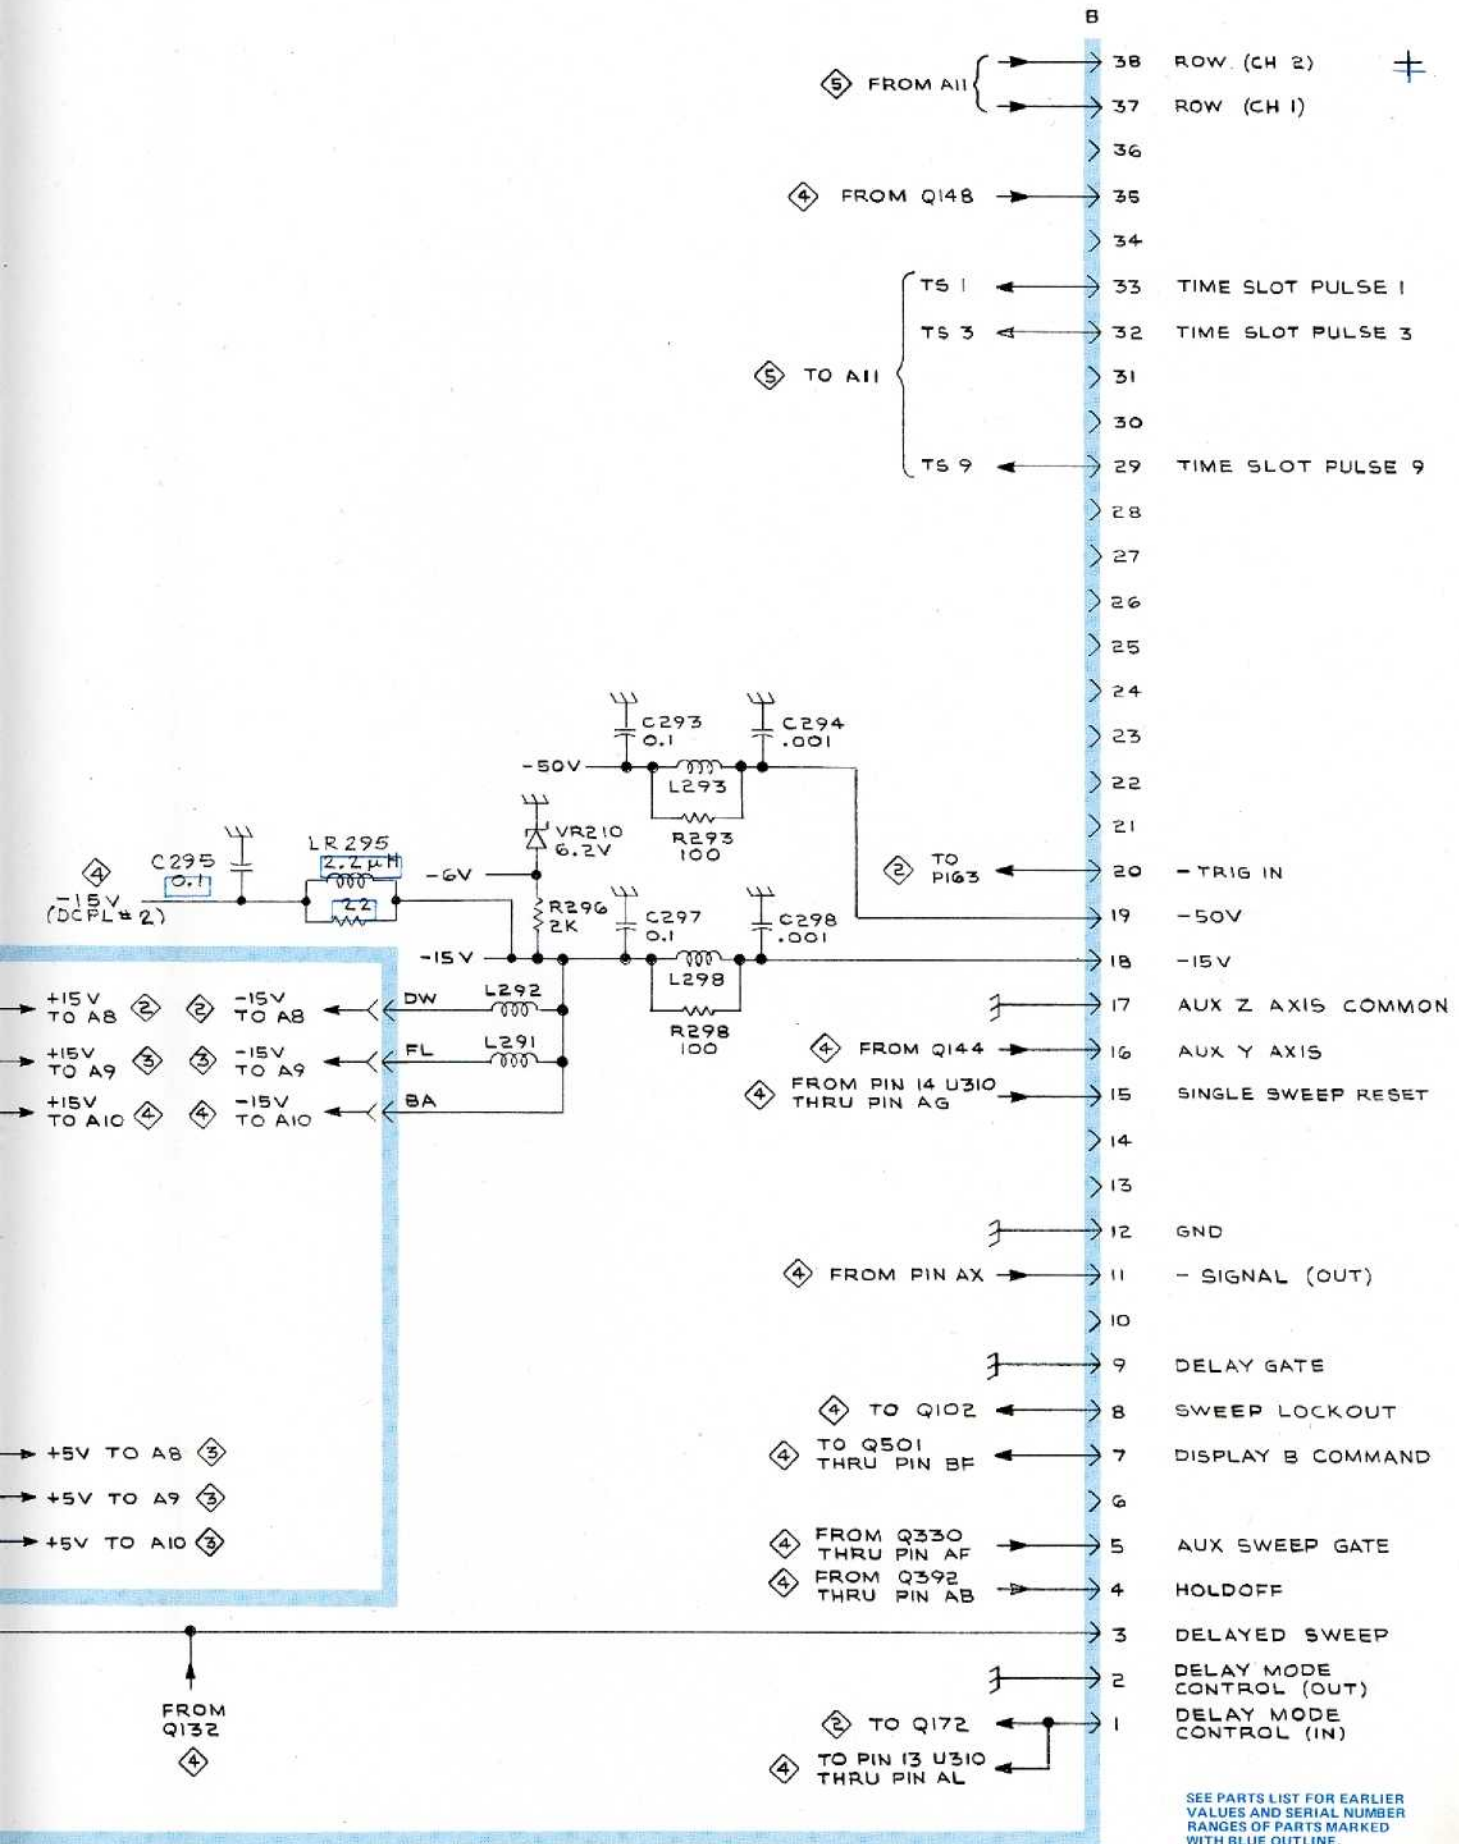 B
5 FROM A11
38 ROW (CH 2)
37 ROW (CH 1)
36
4 FROM Q148
35
34
TS 1
33 TIME SLOT PULSE 1
TS 3
32 TIME SLOT PULSE 3
5 TO A11
31
30
TS 9
29 TIME SLOT PULSE 9
28
27
26
25
24
C293
0.1
C294
.001
23
-50V
L293
22
R293
100
21
VR210
6.2V
C295
0.1
LR295
2.2 µH
22
4
-15V
(DCPL # 2)
-6V
R296
2K
2 TO
P163
20 -TRIG IN
C297
0.1
C298
.001
19 -50V
-15V
L298
18 -15V
R298
100
17 AUX Z AXIS COMMON
+15V
TO A8 2
2 -15V
TO A8
DW
L292
4 FROM Q144
16 AUX Y AXIS
+15V
TO A9 3
3 -15V
TO A9
FL
L291
4 FROM PIN 14 U310
THRU PIN AG
15 SINGLE SWEEP RESET
+15V
TO A10 4
4 -15V
TO A10
BA
14
13
12 GND
4 FROM PIN AX
11 - SIGNAL (OUT)
10
9 DELAY GATE
4 TO Q102
8 SWEEP LOCKOUT
+5V TO A8 3
4 TO Q501
THRU PIN BF
7 DISPLAY B COMMAND
+5V TO A9 3
6
+5V TO A10 3
4 FROM Q330
THRU PIN AF
5 AUX SWEEP GATE
4 FROM Q392
THRU PIN AB
4 HOLDOFF
3 DELAYED SWEEP
FROM
Q132
4
2 DELAY MODE
CONTROL (OUT)
2 TO Q172
1 DELAY MODE
CONTROL (IN)
4 TO PIN 13 U310
THRU PIN AL
SEE PARTS LIST FOR EARLIER
VALUES AND SERIAL NUMBER
RANGES OF PARTS MARKED
WITH BLUE OUTLINE.